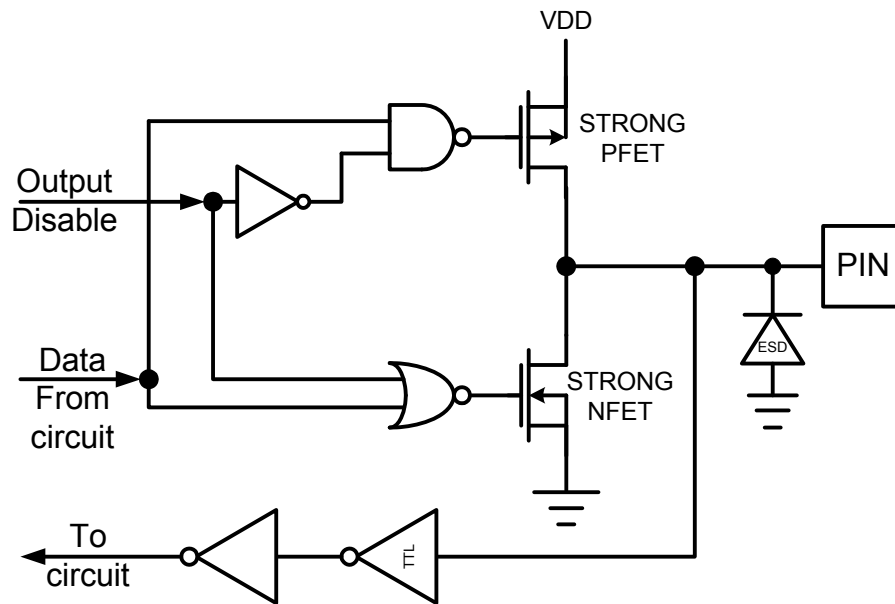 VDD
STRONG
PFET
Output
Disable
PIN
ESD
Data
From
circuit
STRONG
NFET
To
circuit
TTL